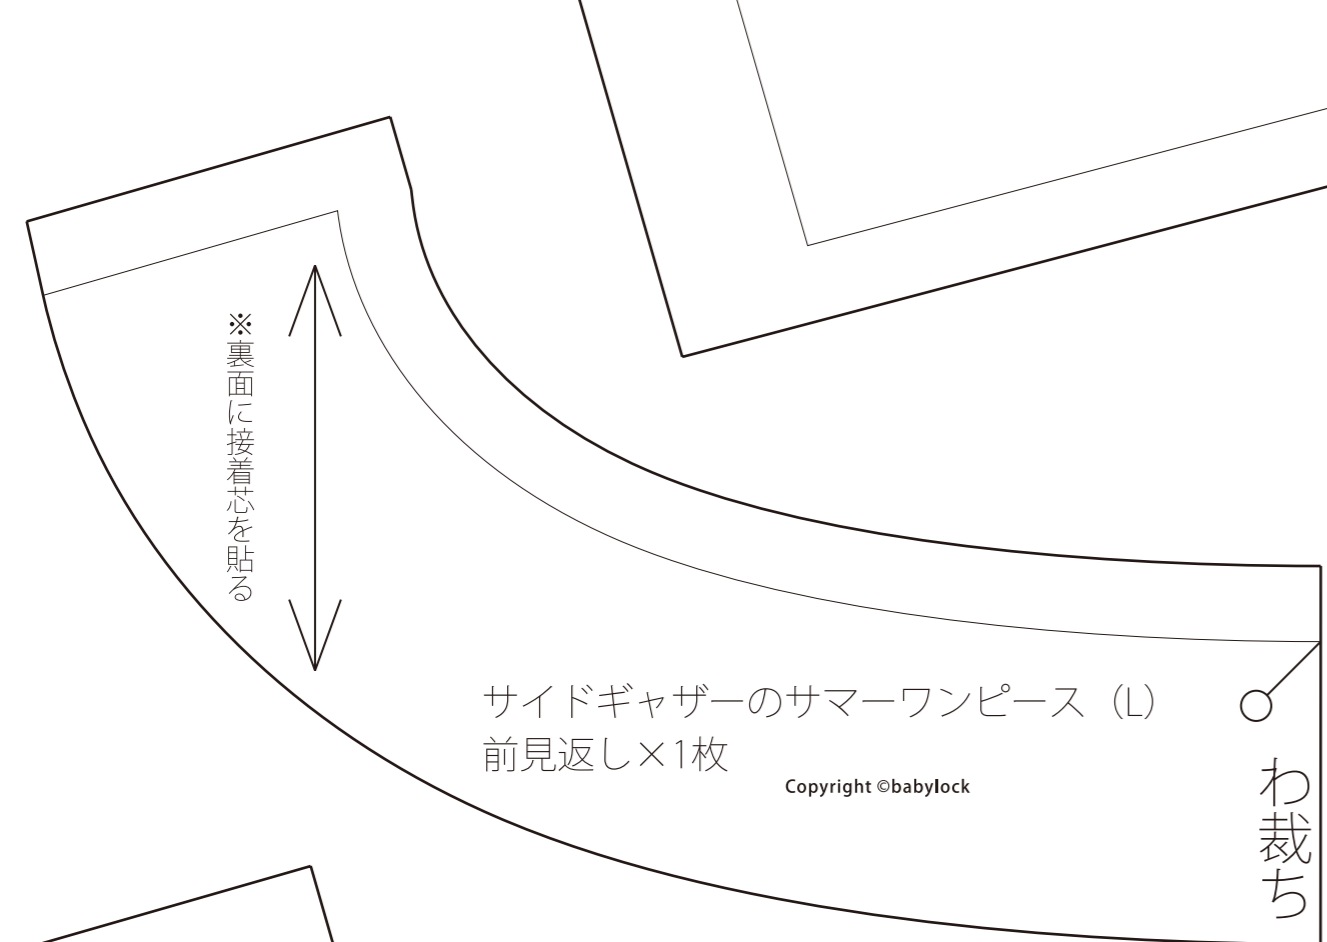 ※裏面に接着芯を貼る
サイドギャザーのサマーワンピース（L）
前見返し×1枚
Copyright ©babylock
わ裁ち